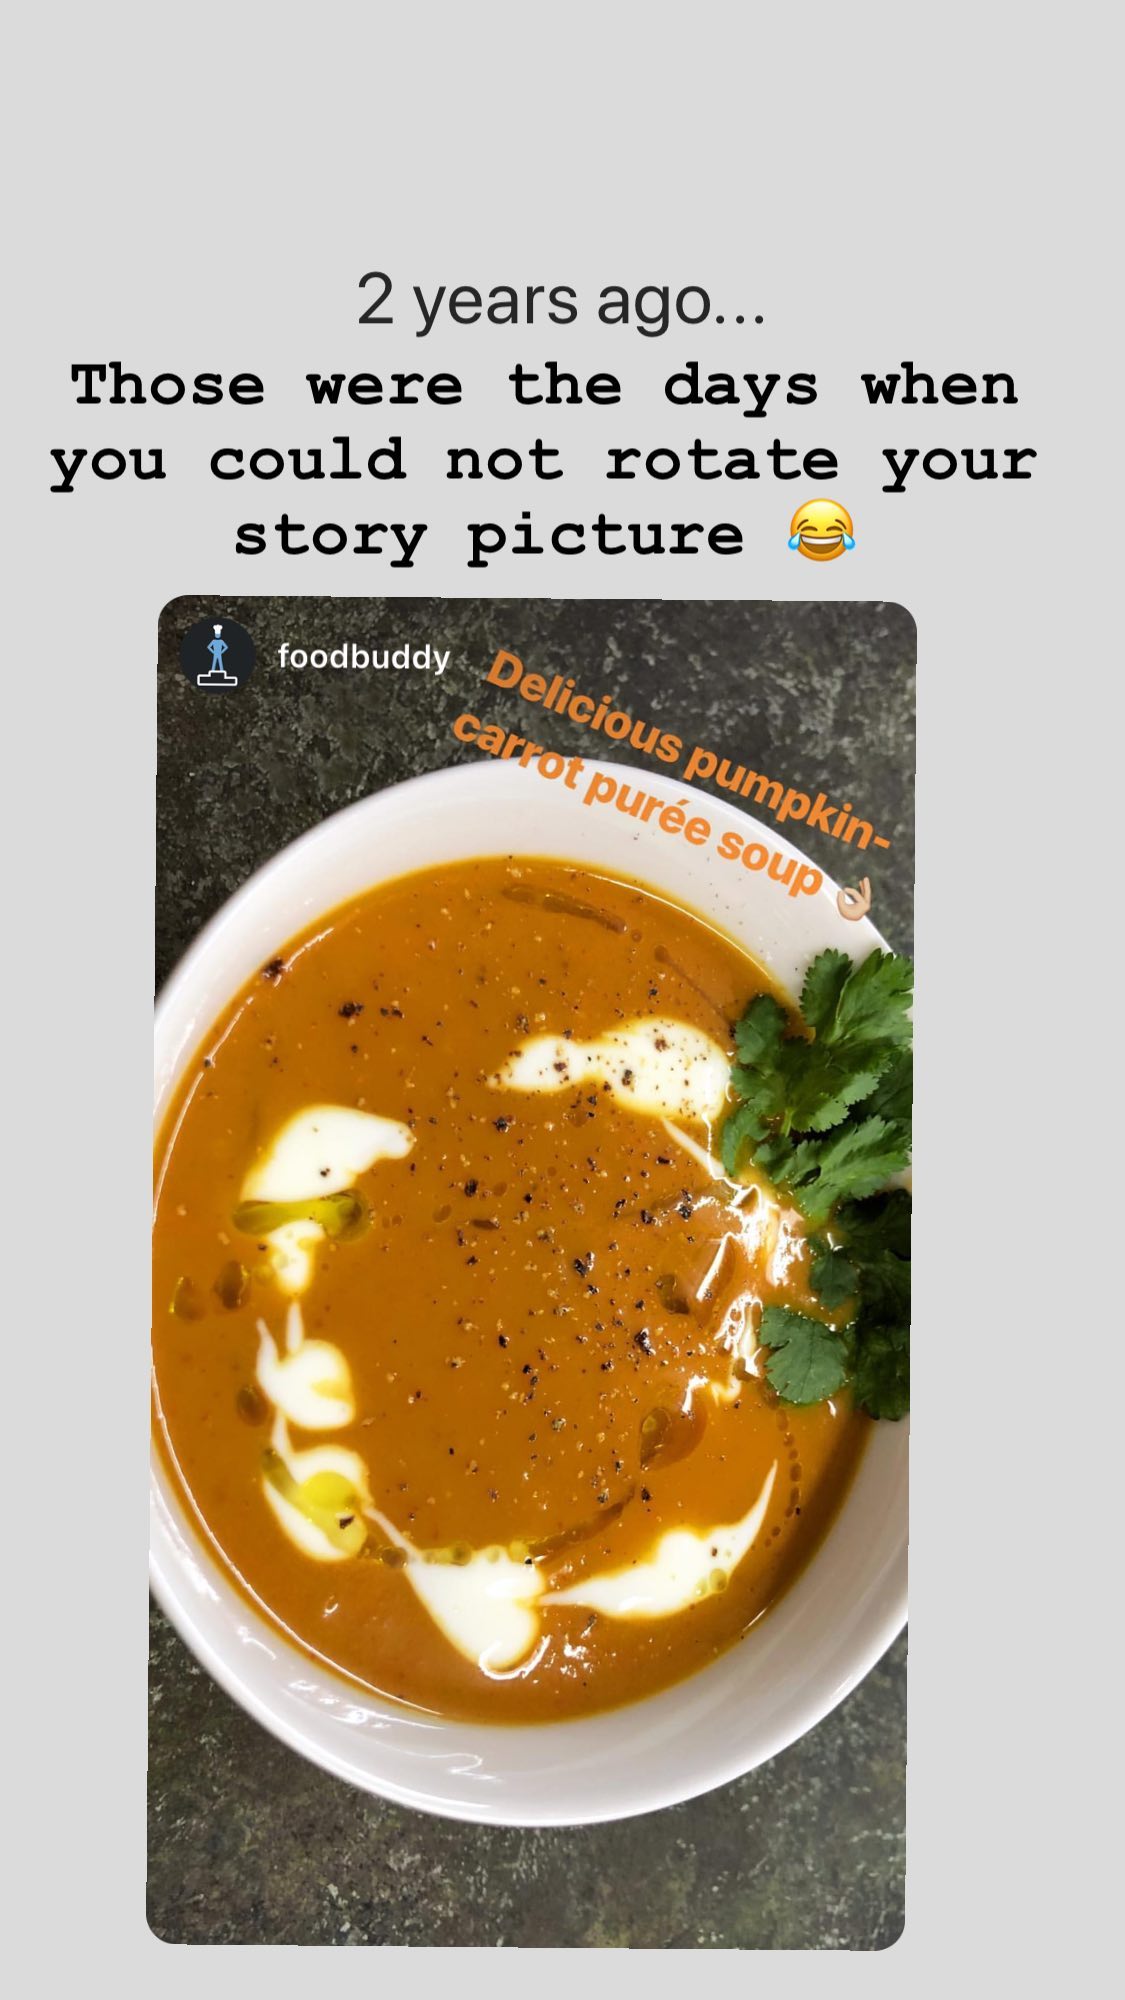 2 years ago...
Those were the days when
you could not rotate your
story picture 😂
foodbuddy
Delicious pumpkin-
carrot purée soup 👌🏼